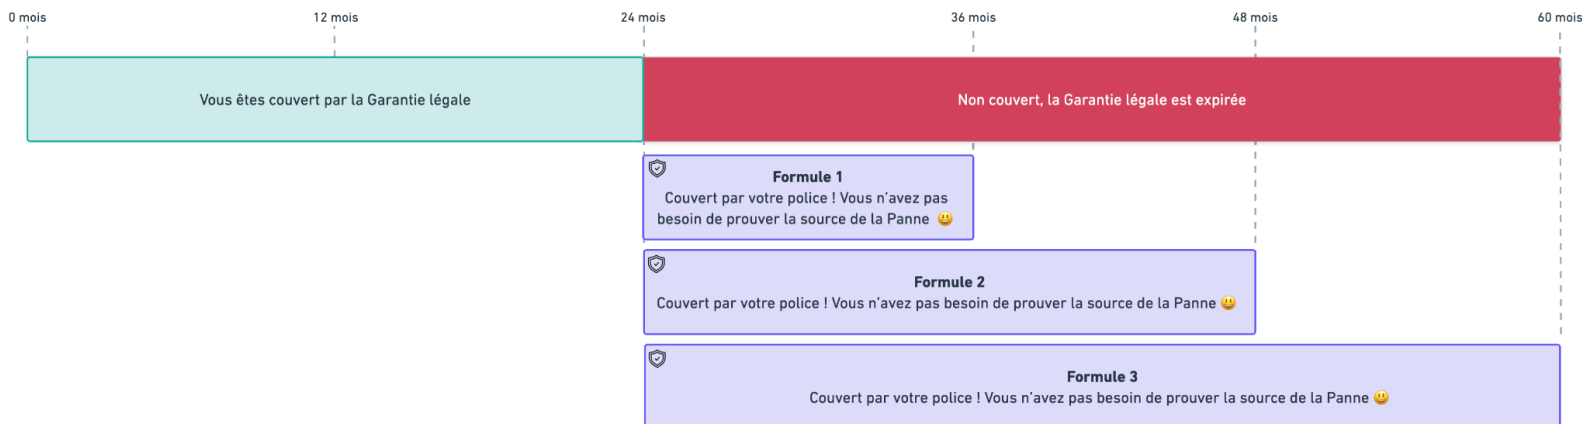 0 mois 12 mois 24 mois 36 mois 48 mois 60 mois
Vous êtes couvert par la Garantie légale
Non couvert, la Garantie légale est expirée
Formule 1
Couvert par votre police ! Vous n’avez pas
besoin de prouver la source de la Panne 😃
Formule 2
Couvert par votre police ! Vous n’avez pas besoin de prouver la source de la Panne 😃
Formule 3
Couvert par votre police ! Vous n’avez pas besoin de prouver la source de la Panne 😃